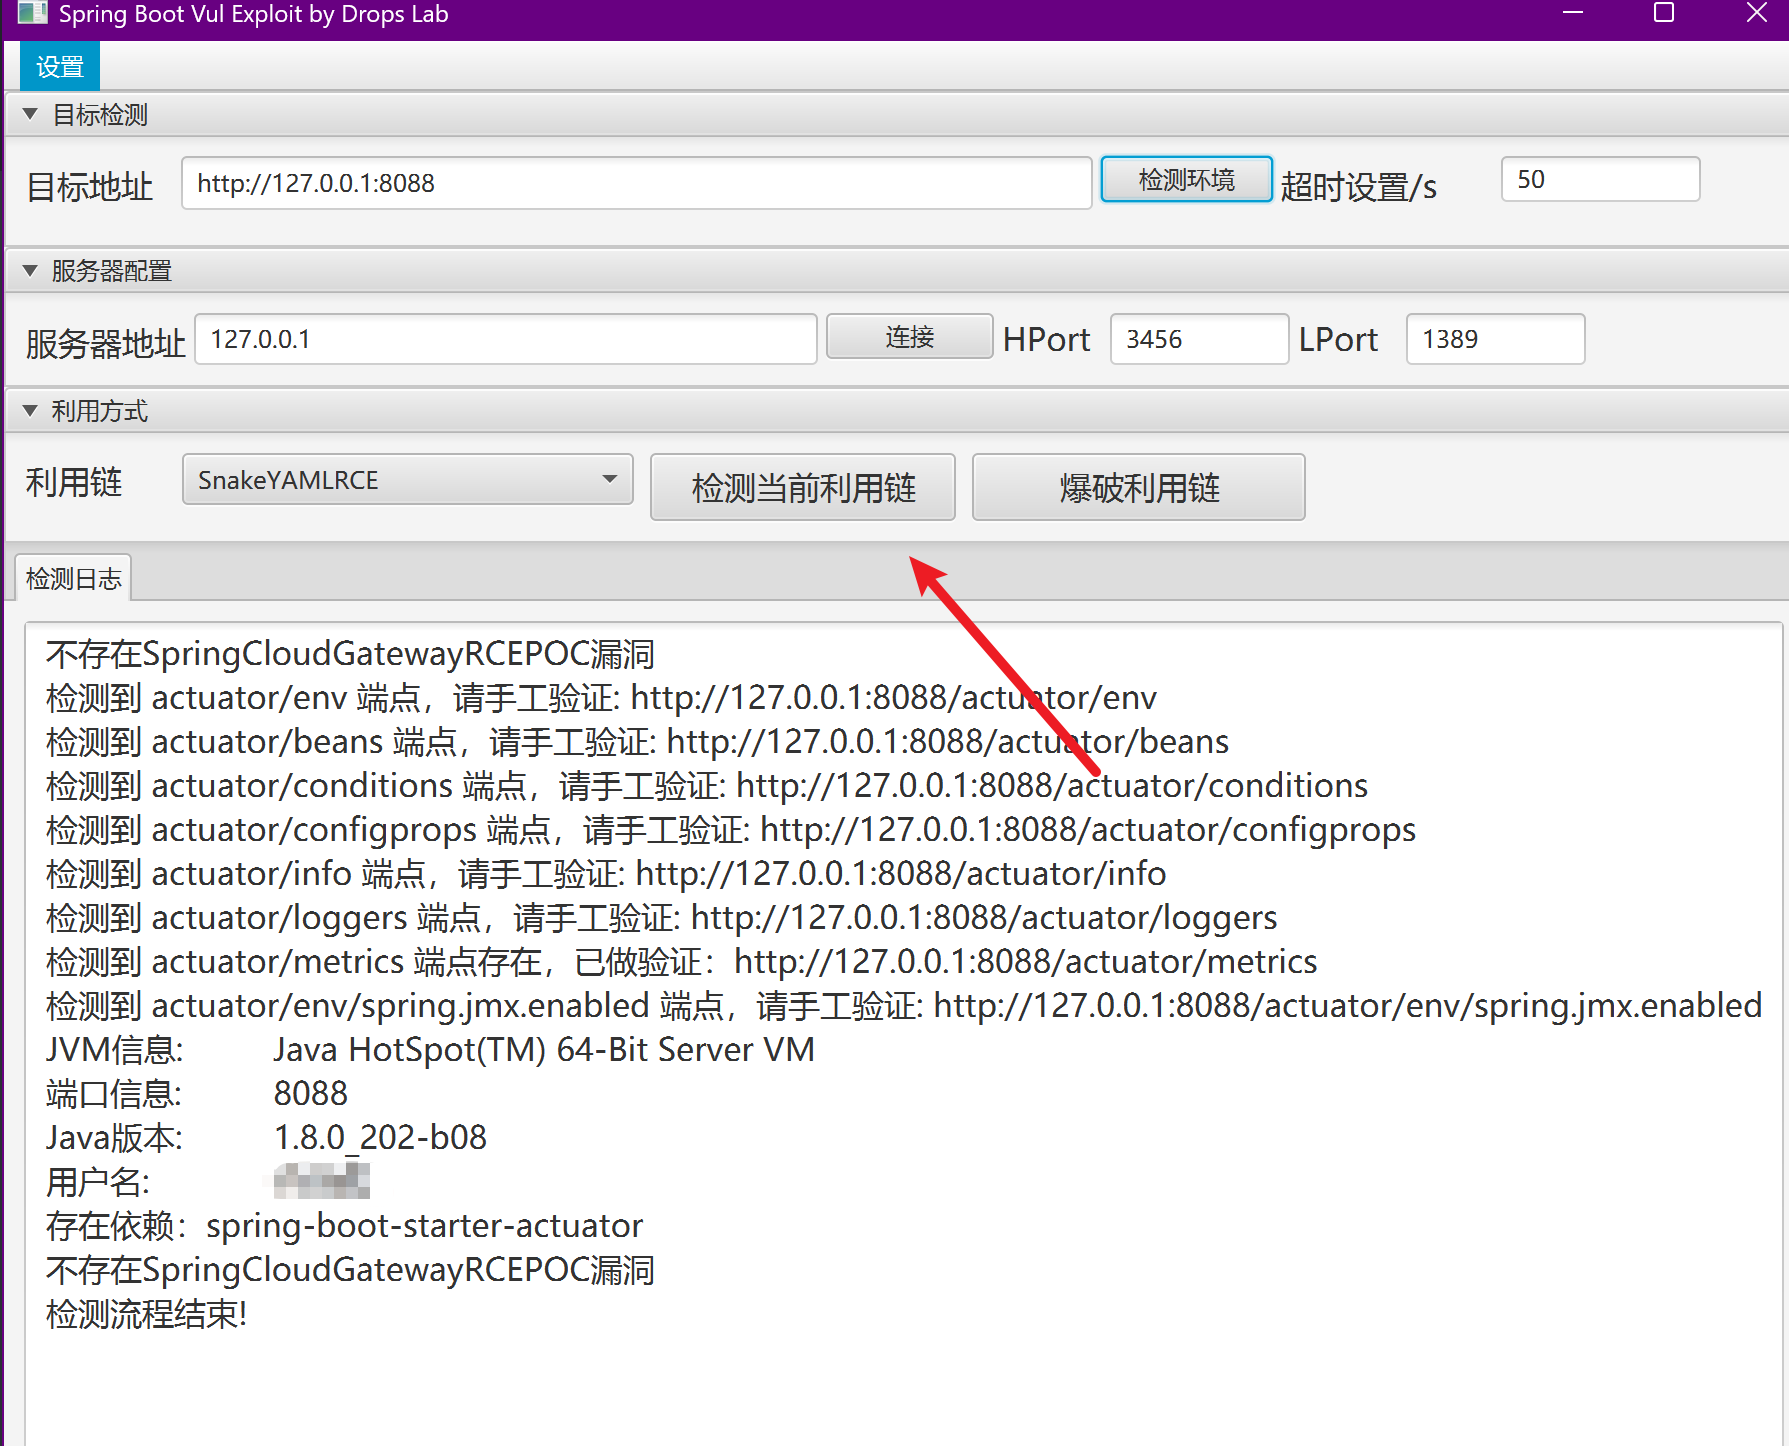 Spring Boot Vul Exploit by Drops Lab
设置
目标检测
目标地址 http://127.0.0.1:8088 检测环境 超时设置/s 50
服务器配置
服务器地址 127.0.0.1 连接 HPort 3456 LPort 1389
利用方式
利用链 SnakeYAMLRCE 检测当前利用链 爆破利用链
检测日志
不存在SpringCloudGatewayRCEPOC漏洞
检测到 actuator/env 端点，请手工验证: http://127.0.0.1:8088/actuator/env
检测到 actuator/beans 端点，请手工验证: http://127.0.0.1:8088/actuator/beans
检测到 actuator/conditions 端点，请手工验证: http://127.0.0.1:8088/actuator/conditions
检测到 actuator/configprops 端点，请手工验证: http://127.0.0.1:8088/actuator/configprops
检测到 actuator/info 端点，请手工验证: http://127.0.0.1:8088/actuator/info
检测到 actuator/loggers 端点，请手工验证: http://127.0.0.1:8088/actuator/loggers
检测到 actuator/metrics 端点存在，已做验证：http://127.0.0.1:8088/actuator/metrics
检测到 actuator/env/spring.jmx.enabled 端点，请手工验证: http://127.0.0.1:8088/actuator/env/spring.jmx.enabled
JVM信息: Java HotSpot(TM) 64-Bit Server VM
端口信息: 8088
Java版本: 1.8.0_202-b08
用户名:
存在依赖：spring-boot-starter-actuator
不存在SpringCloudGatewayRCEPOC漏洞
检测流程结束!